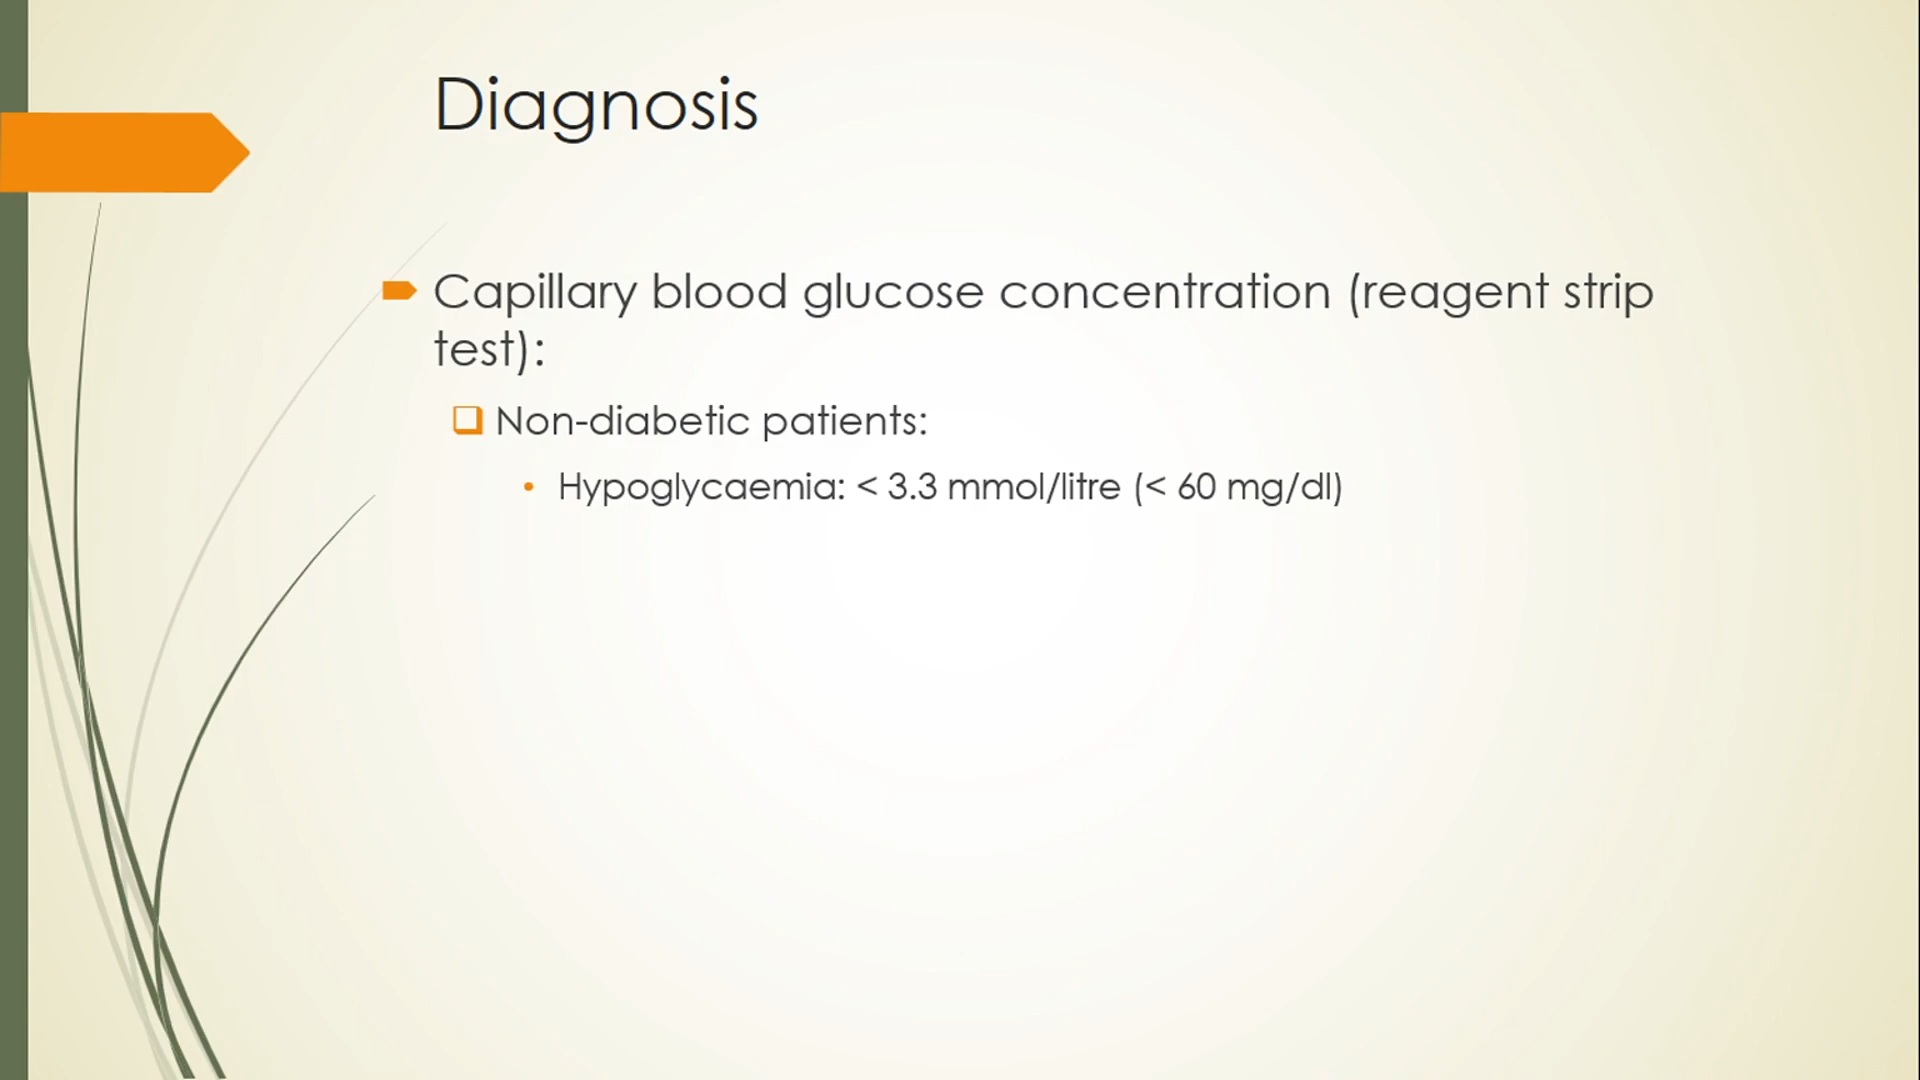 Diagnosis
Capillary blood glucose concentration (reagent strip
test):
Non-diabetic patients:
• Hypoglycaemia: < 3.3 mmol/litre (< 60 mg/dl)